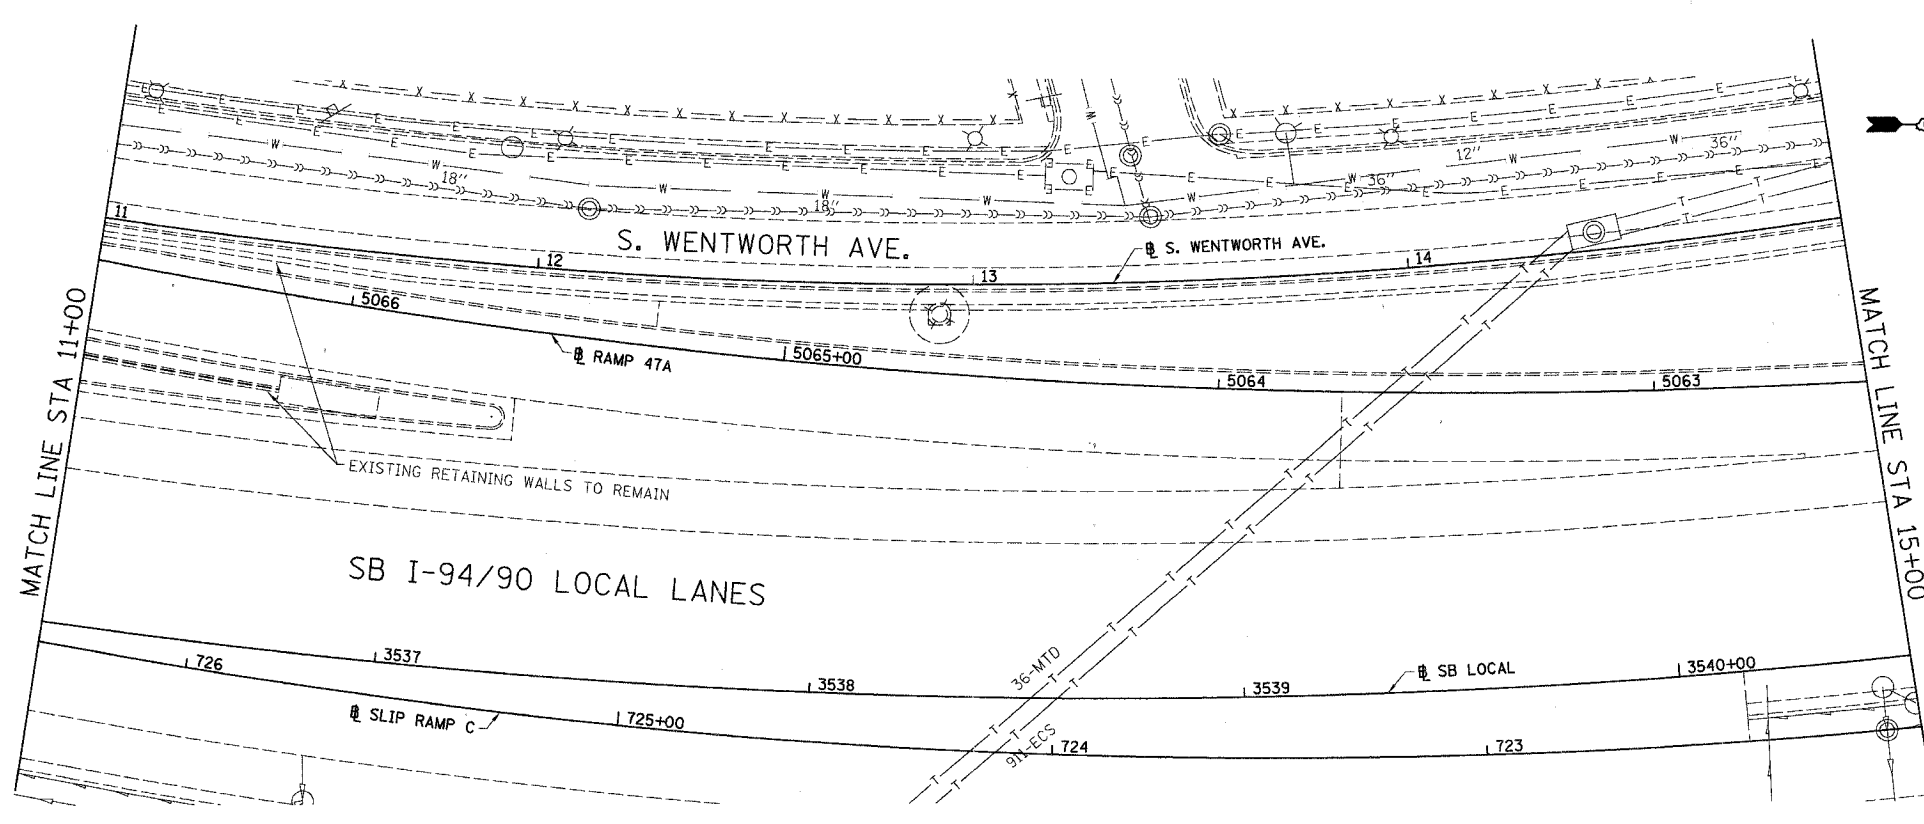 12"
36"
36"
18"
18"
11
S. WENTWORTH AVE.
℄ S. WENTWORTH AVE.
12
13
14
5066
℄ RAMP 47A
5065+00
5064
5063
MATCH LINE STA 11+00
MATCH LINE STA 15+00
EXISTING RETAINING WALLS TO REMAIN
SB I-94/90 LOCAL LANES
36-MTD
911-ECS
726
3537
3538
3539
℄ SB LOCAL
3540+00
℄ SLIP RAMP C
725+00
724
723